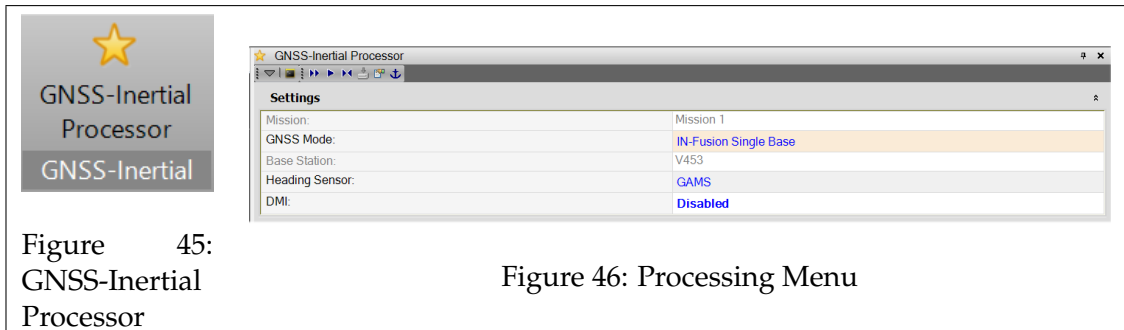 GNSS-Inertial
Processor
GNSS-Inertial
Figure 45:
GNSS-Inertial
Processor
GNSS-Inertial Processor
Settings
Mission: Mission 1
GNSS Mode: IN-Fusion Single Base
Base Station: V453
Heading Sensor: GAMS
DMI: Disabled
Figure 46: Processing Menu